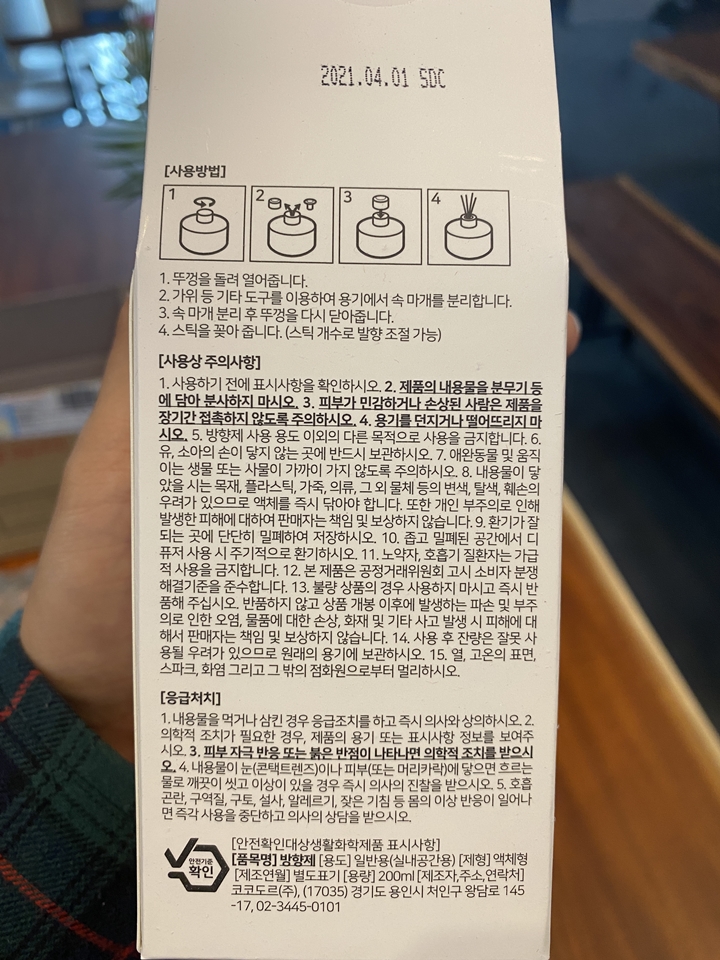 2021.04.01 SDC
[사용방법]
1 2 3 4
1. 뚜껑을 돌려 열어줍니다.
2. 가위 등 기타 도구를 이용하여 용기에서 속 마개를 분리합니다.
3. 속 마개 분리 후 뚜껑을 다시 닫아줍니다.
4. 스틱을 꽂아 줍니다. (스틱 개수로 발향 조절 가능)
[사용상 주의사항]
1. 사용하기 전에 표시사항을 확인하시오. 2. 제품의 내용물을 분무기 등
에 담아 분사하지 마시오. 3. 피부가 민감하거나 손상된 사람은 제품을
장기간 접촉하지 않도록 주의하시오. 4. 용기를 던지거나 떨어뜨리지 마
시오. 5. 방향제 사용 용도 이외의 다른 목적으로 사용을 금지합니다. 6.
유, 소아의 손이 닿지 않는 곳에 반드시 보관하시오. 7. 애완동물 및 움직
이는 생물 또는 사물이 가까이 가지 않도록 주의하시오. 8. 내용물이 닿
았을 시는 목재, 플라스틱, 가죽, 의류, 그 외 물체 등의 변색, 탈색, 훼손의
우려가 있으므로 액체를 즉시 닦아야 합니다. 또한 개인 부주의로 인해
발생한 피해에 대하여 판매자는 책임 및 보상하지 않습니다. 9. 환기가 잘
되는 곳에 단단히 밀폐하여 저장하시오. 10. 좁고 밀폐된 공간에서 디
퓨저 사용 시 주기적으로 환기하시오. 11. 노약자, 호흡기 질환자는 가급
적 사용을 금지합니다. 12. 본 제품은 공정거래위원회 고시 소비자 분쟁
해결기준을 준수합니다. 13. 불량 상품의 경우 사용하지 마시고 즉시 반
품해 주십시오. 반품하지 않고 상품 개봉 이후에 발생하는 파손 및 부주
의로 인한 오염, 물품에 대한 손상, 화재 및 기타 사고 발생 시 피해에 대
해서 판매자는 책임 및 보상하지 않습니다. 14. 사용 후 잔량은 잘못 사
용될 우려가 있으므로 원래의 용기에 보관하시오. 15. 열, 고온의 표면,
스파크, 화염 그리고 그 밖의 점화원으로부터 멀리하시오.
[응급처치]
1. 내용물을 먹거나 삼킨 경우 응급조치를 하고 즉시 의사와 상의하시오. 2.
의학적 조치가 필요한 경우, 제품의 용기 또는 표시사항 정보를 보여주
시오. 3. 피부 자극 반응 또는 붉은 반점이 나타나면 의학적 조치를 받으시
오. 4. 내용물이 눈(콘택트렌즈)이나 피부(또는 머리카락)에 닿으면 흐르는
물로 깨끗이 씻고 이상이 있을 경우 즉시 의사의 진찰을 받으시오. 5. 호흡
곤란, 구역질, 구토, 설사, 알레르기, 잦은 기침 등 몸의 이상 반응이 일어나
면 즉각 사용을 중단하고 의사의 상담을 받으시오.
안전기준
확인
[안전확인대상생활화학제품 표시사항]
[품목명] 방향제 [용도] 일반용(실내공간용) [제형] 액체형
[제조연월] 별도표기 [용량] 200ml [제조자,주소,연락처]
코코도르(주), (17035) 경기도 용인시 처인구 왕담로 145
-17, 02-3445-0101